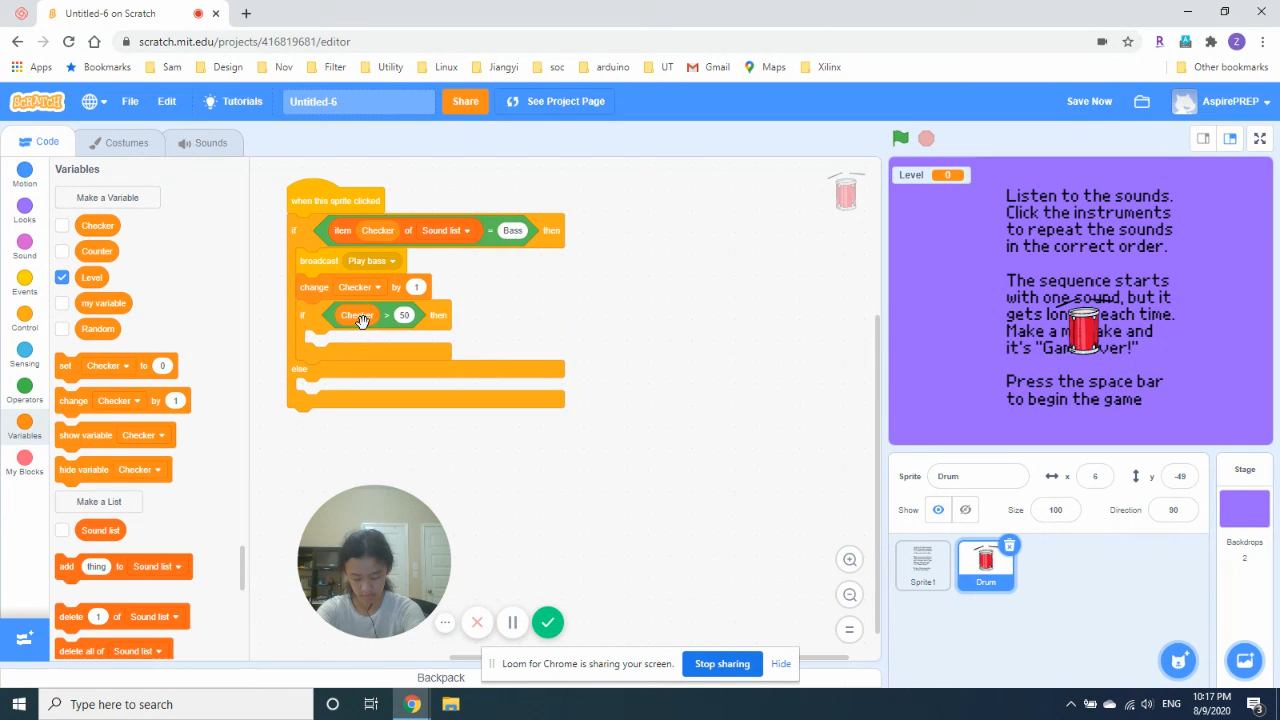 Untitled-6 on Scratch
scratch.mit.edu/projects/416819681/editor
Apps Bookmarks Sam Design Nov Filter Utility Linux Jiangyi soc arduino UT Gmail Maps Xilinx Other bookmarks
SCRATCH File Edit Tutorials Untitled-6 Share See Project Page Save Now AspirePREP
Code Costumes Sounds
Motion
Looks
Sound
Events
Control
Sensing
Operators
Variables
My Blocks
Variables
Make a Variable
Checker
Counter
Level
my variable
Random
set Checker to 0
change Checker by 1
show variable Checker
hide variable Checker
Make a List
Sound list
add thing to Sound list
delete 1 of Sound list
delete all of Sound list
when this sprite clicked
if item Checker of Sound list = Bass then
broadcast Play bass
change Checker by 1
if Checker > 50 then
else
Level 0
Listen to the sounds.
Click the instruments
to repeat the sounds
in the correct order.
The sequence starts
with one sound, but it
each time.
and
it's
Press the space bar
to begin the game
Sprite Drum x 6 y -49
Show Size 100 Direction 90
Sprite1
Drum
Stage
Backdrops
2
Loom for Chrome is sharing your screen. Stop sharing Hide
Backpack
Type here to search
ENG
10:17 PM
8/9/2020
3